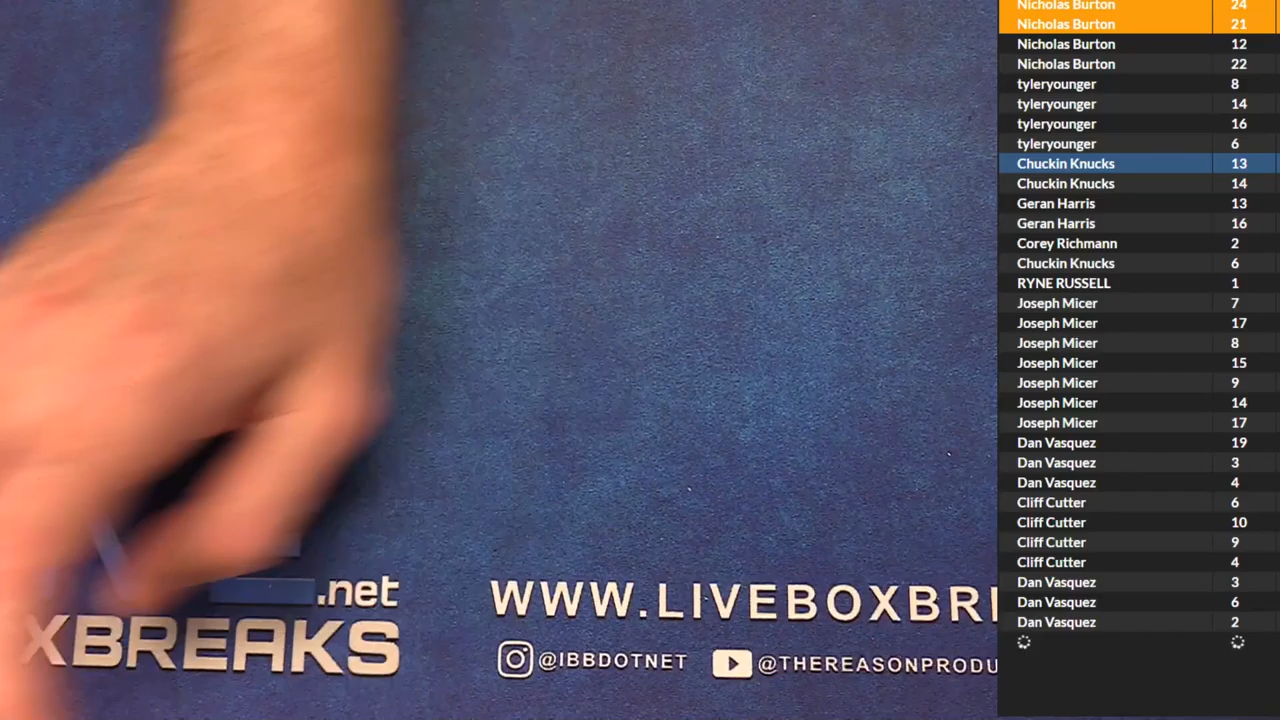 Nicholas Burton 24
Nicholas Burton 21
Nicholas Burton 12
Nicholas Burton 22
tyleryounger 8
tyleryounger 14
tyleryounger 16
tyleryounger 6
Chuckin Knucks 13
Chuckin Knucks 14
Geran Harris 13
Geran Harris 16
Corey Richmann 2
Chuckin Knucks 6
RYNE RUSSELL 1
Joseph Micer 7
Joseph Micer 17
Joseph Micer 8
Joseph Micer 15
Joseph Micer 9
Joseph Micer 14
Joseph Micer 17
Dan Vasquez 19
Dan Vasquez 3
Dan Vasquez 4
Cliff Cutter 6
Cliff Cutter 10
Cliff Cutter 9
Cliff Cutter 4
Dan Vasquez 3
Dan Vasquez 6
Dan Vasquez 2
.net
XBREAKS
WWW.LIVEBOXBR
@IBBDOTNET @THEREASONPRODU